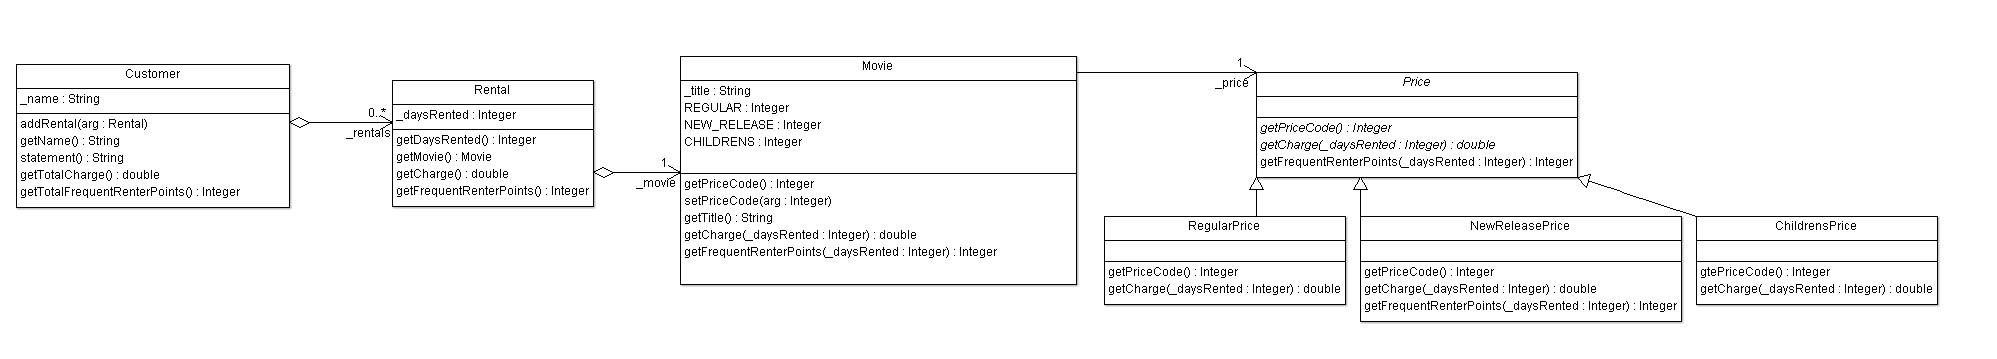 Customer
_name : String
addRental(arg : Rental)
getName() : String
statement() : String
getTotalCharge() : double
getTotalFrequentRenterPoints() : Integer
0..*
_rentals
Rental
_daysRented : Integer
getDaysRented() : Integer
getMovie() : Movie
getCharge() : double
getFrequentRenterPoints() : Integer
1
_movie
Movie
_title : String
REGULAR : Integer
NEW_RELEASE : Integer
CHILDRENS : Integer
getPriceCode() : Integer
setPriceCode(arg : Integer)
getTitle() : String
getCharge(_daysRented : Integer) : double
getFrequentRenterPoints(_daysRented : Integer) : Integer
1
_price
Price
getPriceCode() : Integer
getCharge(_daysRented : Integer) : double
getFrequentRenterPoints(_daysRented : Integer) : Integer
RegularPrice
getPriceCode() : Integer
getCharge(_daysRented : Integer) : double
NewReleasePrice
getPriceCode() : Integer
getCharge(_daysRented : Integer) : double
getFrequentRenterPoints(_daysRented : Integer) : Integer
ChildrensPrice
gtePriceCode() : Integer
getCharge(_daysRented : Integer) : double